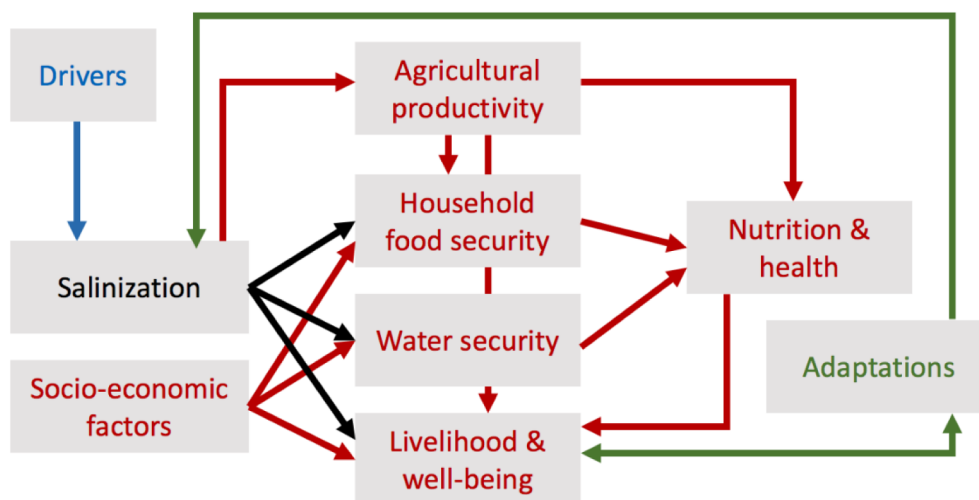 Drivers
Agricultural
productivity
Household
food security
Nutrition &
health
Salinization
Water security
Adaptations
Socio-economic
factors
Livelihood &
well-being